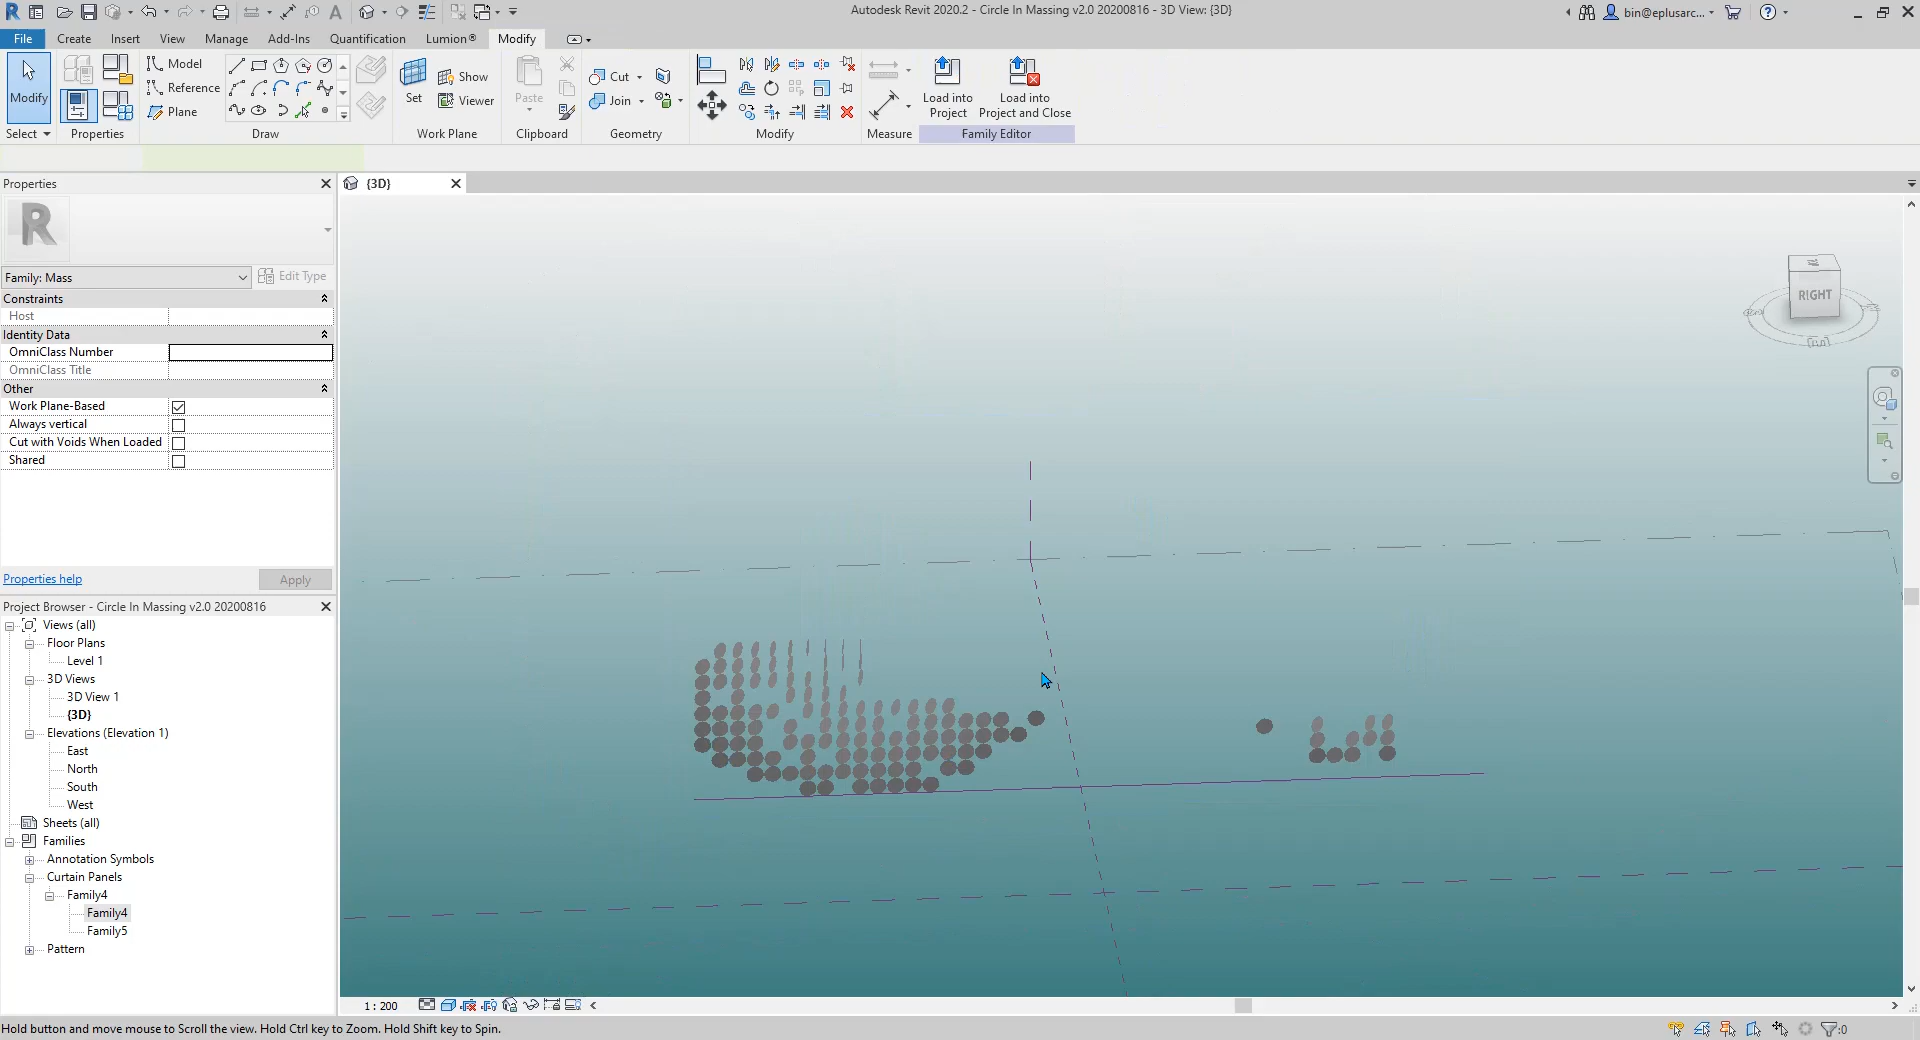 Autodesk Revit 2020.2 - Circle In Massing v2.0 20200816 - 3D View: {3D}
bin@eplusarc...
File Create Insert View Manage Add-Ins Quantification Lumion® Modify
Modify
Select
Properties
Model
Reference
Plane
Draw
Set
Show
Viewer
Work Plane
Paste
Clipboard
Cut
Join
Geometry
Modify
Measure
Load into
Project
Load into
Project and Close
Family Editor
Properties
{3D}
R
Family: Mass
Edit Type
Constraints
Host
Identity Data
OmniClass Number
OmniClass Title
Other
Work Plane-Based
Always vertical
Cut with Voids When Loaded
Shared
Properties help
Apply
RIGHT
Project Browser - Circle In Massing v2.0 20200816
Views (all)
Floor Plans
Level 1
3D Views
3D View 1
{3D}
Elevations (Elevation 1)
East
North
South
West
Sheets (all)
Families
Annotation Symbols
Curtain Panels
Family4
Family4
Family5
Pattern
1 : 200
Hold button and move mouse to Scroll the view. Hold Ctrl key to Zoom. Hold Shift key to Spin.
:0